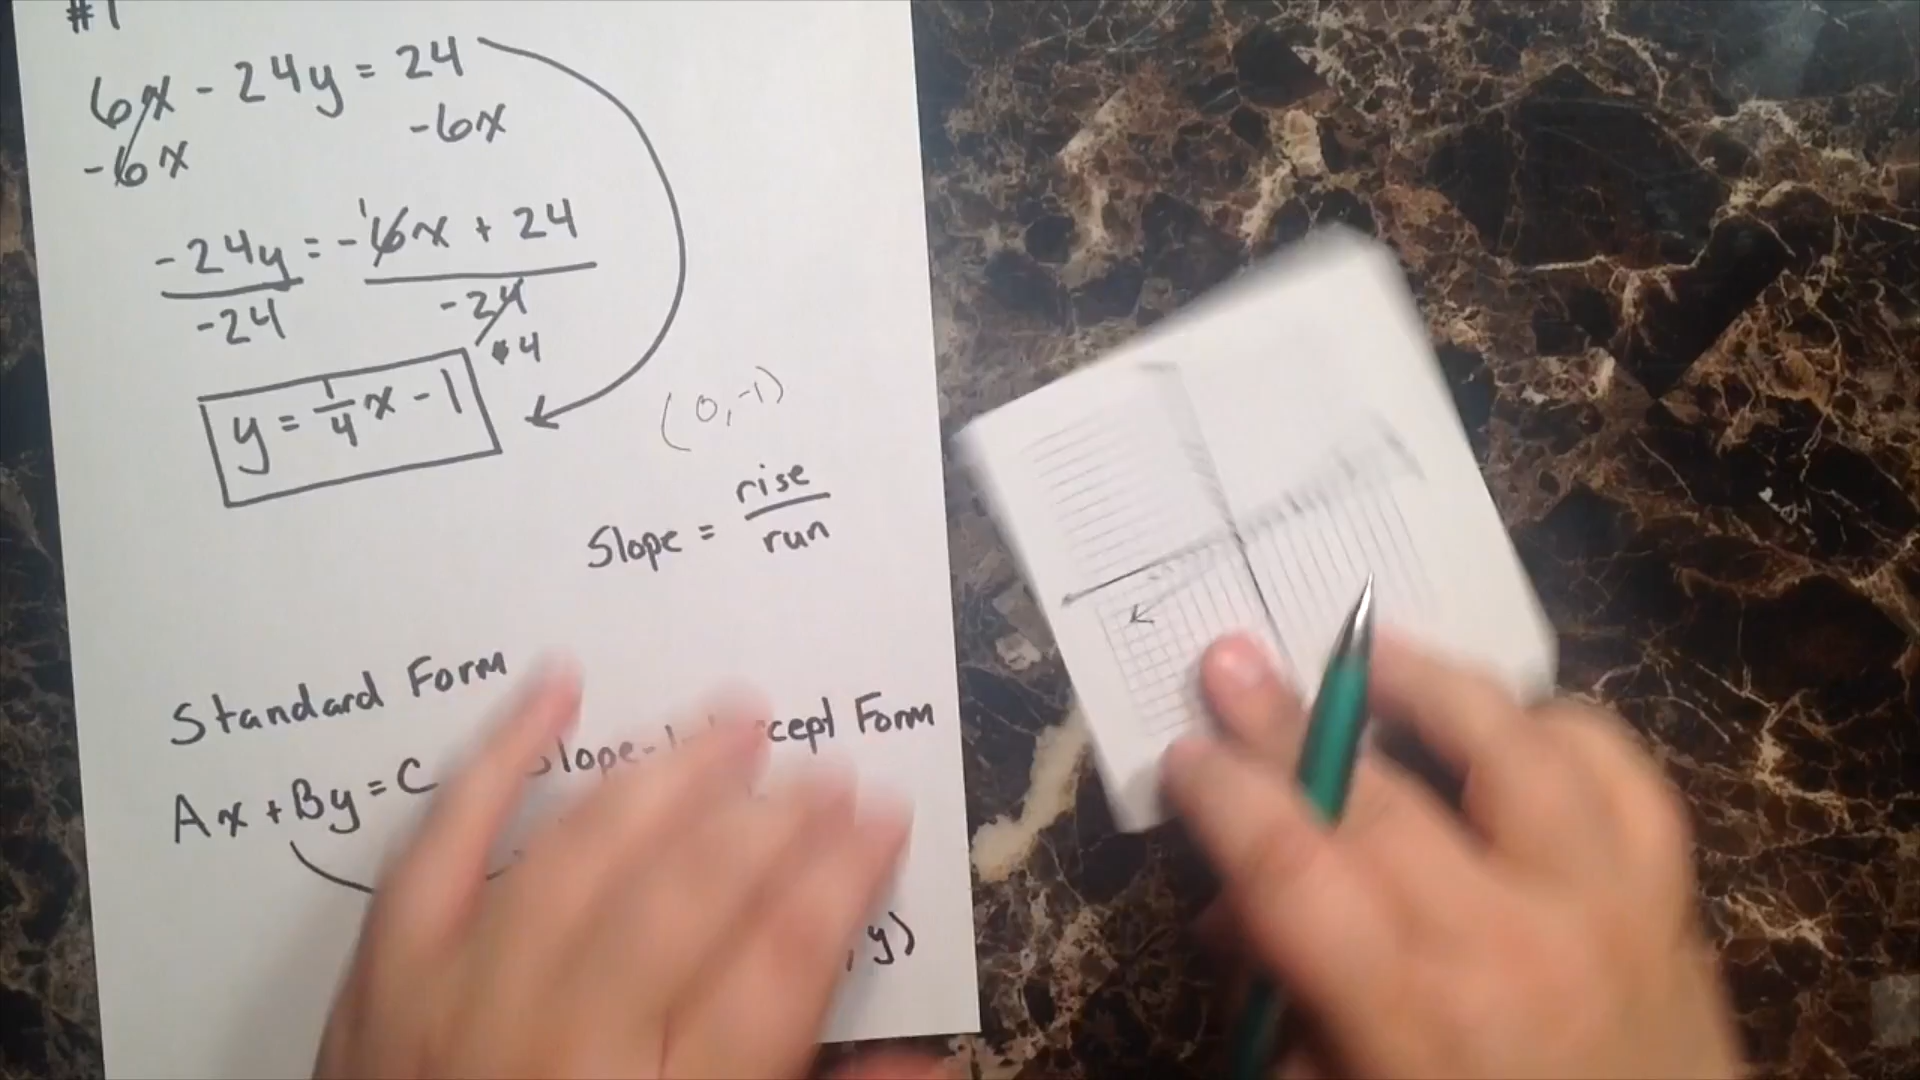 #1
6x - 24y = 24
-6x -6x
-24y = -6x + 24
1
-24 -24
4
y = 1/4 x - 1
(0, -1)
Slope = rise
run
Standard Form
Form
Ax + By = C
, y)